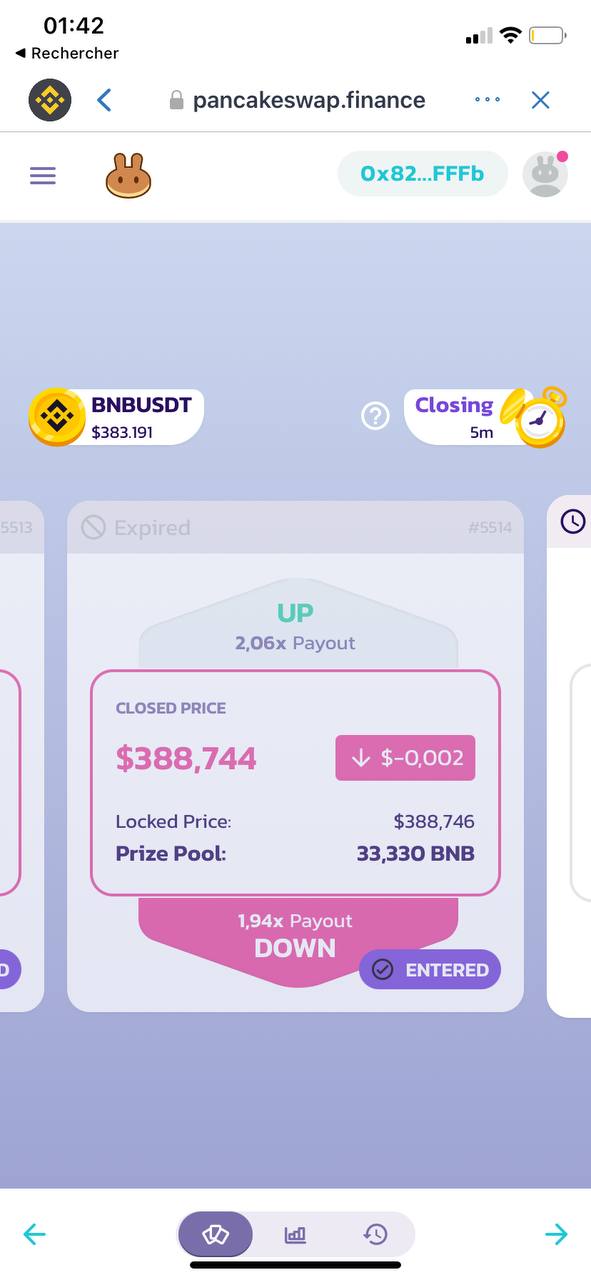 01:42
◀ Rechercher
pancakeswap.finance
0x82...FFFb
BNBUSDT
$383.191
Closing
5m
5513
Expired
#5514
UP
2,06x Payout
CLOSED PRICE
$388,744
$-0,002
Locked Price:
$388,746
Prize Pool:
33,330 BNB
1,94x Payout
DOWN
D
ENTERED